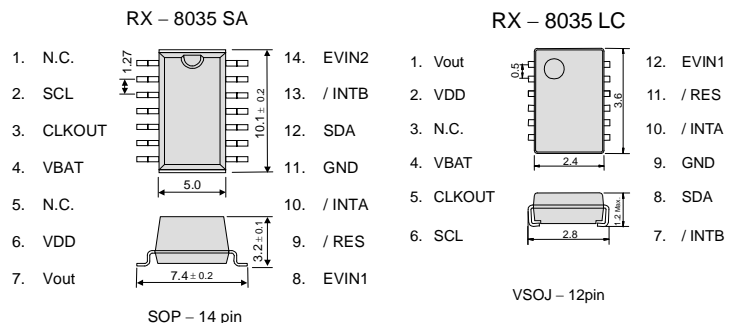 RX – 8035 SA
1. N.C.
2. SCL
3. CLKOUT
4. VBAT
5. N.C.
6. VDD
7. Vout
1.27
10.1 ± 0.2
5.0
3.2 ± 0.1
7.4 ± 0.2
14. EVIN2
13. / INTB
12. SDA
11. GND
10. / INTA
9. / RES
8. EVIN1
SOP – 14 pin
RX – 8035 LC
1. Vout
2. VDD
3. N.C.
4. VBAT
5. CLKOUT
6. SCL
0.5
3.6
2.4
1.2 Max.
2.8
12. EVIN1
11. / RES
10. / INTA
9. GND
8. SDA
7. / INTB
VSOJ – 12pin